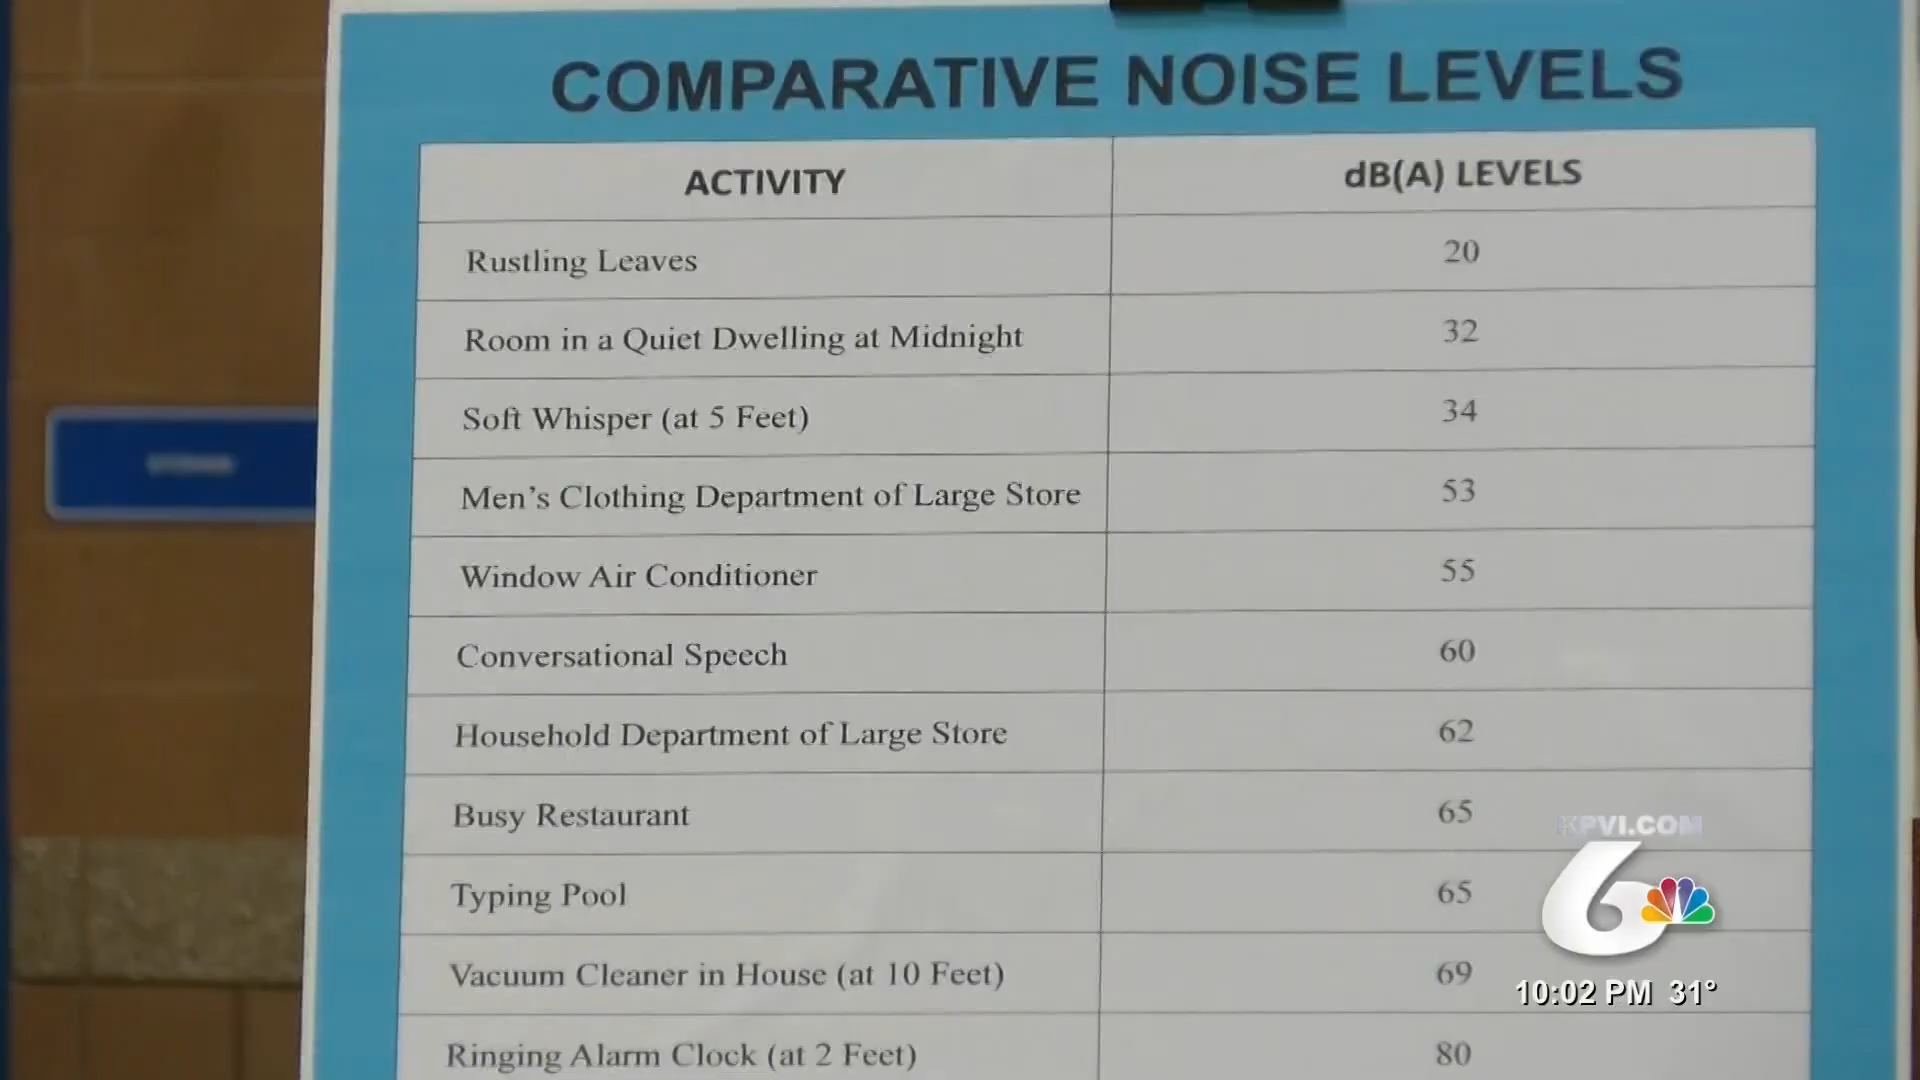 COMPARATIVE NOISE LEVELS
ACTIVITY dB(A) LEVELS
Rustling Leaves 20
Room in a Quiet Dwelling at Midnight 32
Soft Whisper (at 5 Feet) 34
Men's Clothing Department of Large Store 53
Window Air Conditioner 55
Conversational Speech 60
Household Department of Large Store 62
Busy Restaurant 65
Typing Pool 65
Vacuum Cleaner in House (at 10 Feet) 69
Ringing Alarm Clock (at 2 Feet) 80
KPVI.COM
6
10:02 PM 31°